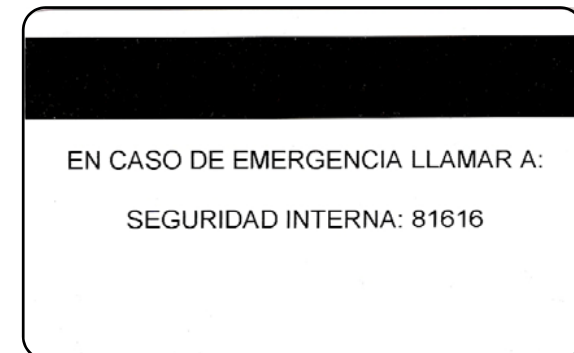 EN CASO DE EMERGENCIA LLAMAR A:
SEGURIDAD INTERNA: 81616